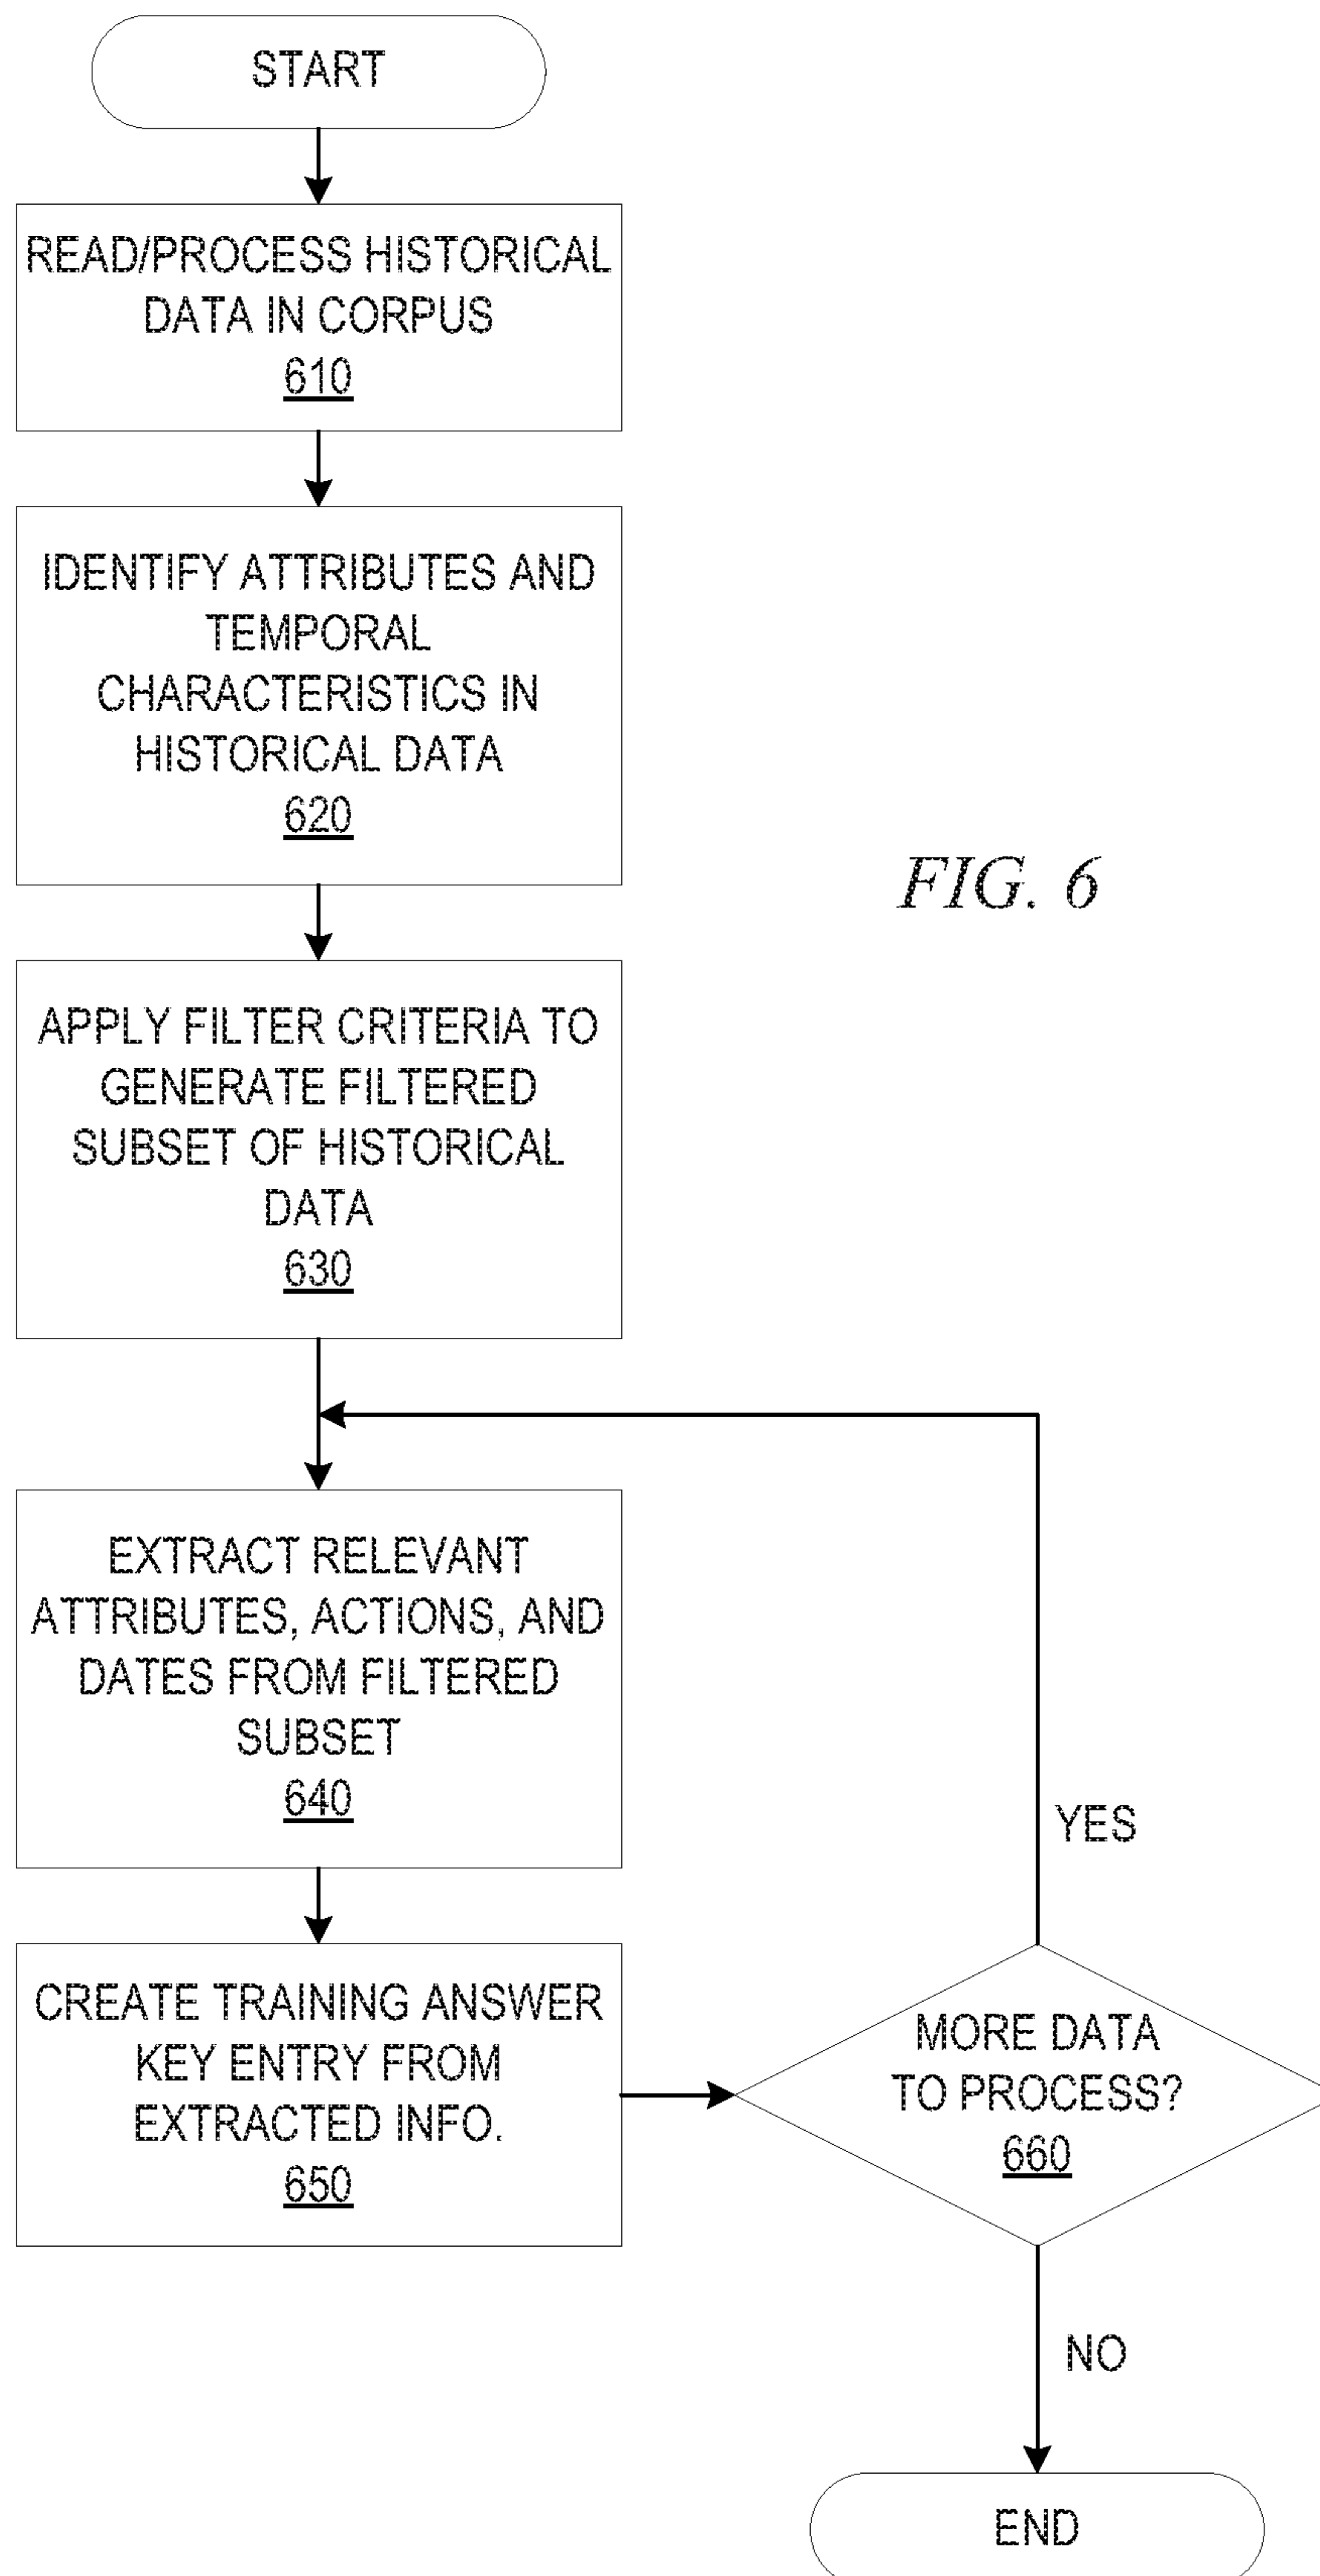 START
READ/PROCESS HISTORICAL
DATA IN CORPUS
610
IDENTIFY ATTRIBUTES AND
TEMPORAL
CHARACTERISTICS IN
HISTORICAL DATA
620
FIG. 6
APPLY FILTER CRITERIA TO
GENERATE FILTERED
SUBSET OF HISTORICAL
DATA
630
EXTRACT RELEVANT
ATTRIBUTES, ACTIONS, AND
DATES FROM FILTERED
SUBSET
640
YES
CREATE TRAINING ANSWER
KEY ENTRY FROM
EXTRACTED INFO.
650
MORE DATA
TO PROCESS?
660
NO
END